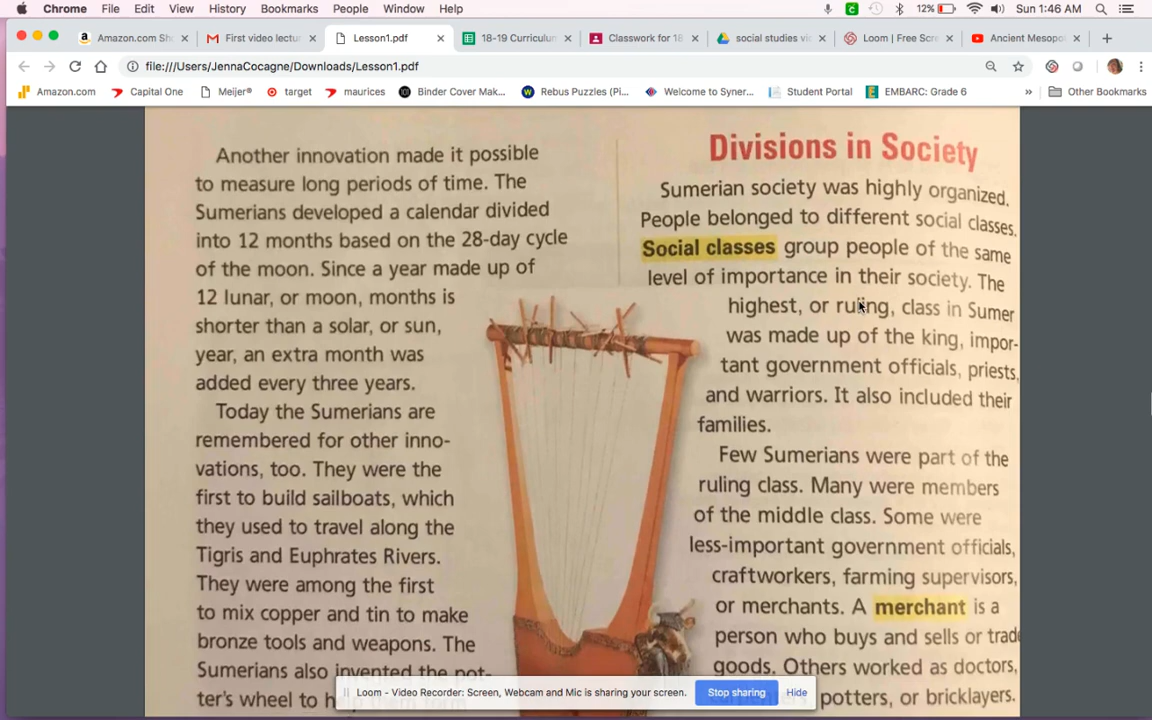 Chrome File Edit View History Bookmarks People Window Help 12% Sun 1:46 AM
Amazon.com Sh First video lectu Lesson1.pdf 18-19 Curriculun Classwork for 18 social studies vi Loom | Free Scre Ancient Mesopo
file:///Users/JennaCocagne/Downloads/Lesson1.pdf
Amazon.com Capital One Meijer® target maurices Binder Cover Mak... Rebus Puzzles (Pi... Welcome to Syner... Student Portal EMBARC: Grade 6 » Other Bookmarks
Another innovation made it possible
to measure long periods of time. The
Sumerians developed a calendar divided
into 12 months based on the 28-day cycle
of the moon. Since a year made up of
12 lunar, or moon, months is
shorter than a solar, or sun,
year, an extra month was
added every three years.
Today the Sumerians are
remembered for other inno-
vations, too. They were the
first to build sailboats, which
they used to travel along the
Tigris and Euphrates Rivers.
They were among the first
to mix copper and tin to make
bronze tools and weapons. The
Sumerians also invented the pot-
ter's wheel to help them form
Divisions in Society
Sumerian society was highly organized.
People belonged to different social classes.
Social classes group people of the same
level of importance in their society. The
highest, or ruling, class in Sumer
was made up of the king, impor-
tant government officials, priests,
and warriors. It also included their
families.
Few Sumerians were part of the
ruling class. Many were members
of the middle class. Some were
less-important government officials,
craftworkers, farming supervisors,
or merchants. A merchant is a
person who buys and sells or trade
goods. Others worked as doctors,
potters, or bricklayers.
Loom - Video Recorder: Screen, Webcam and Mic is sharing your screen. Stop sharing Hide